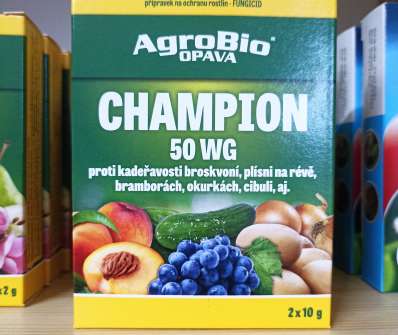 přípravek na ochranu rostlin - FUNGICID
AgroBio®
OPAVA
CHAMPION
50 WG
proti kadeřavosti broskvoní, plísni na révě,
bramborách, okurkách, cibuli, aj.
2 x 10 g
x 2 g